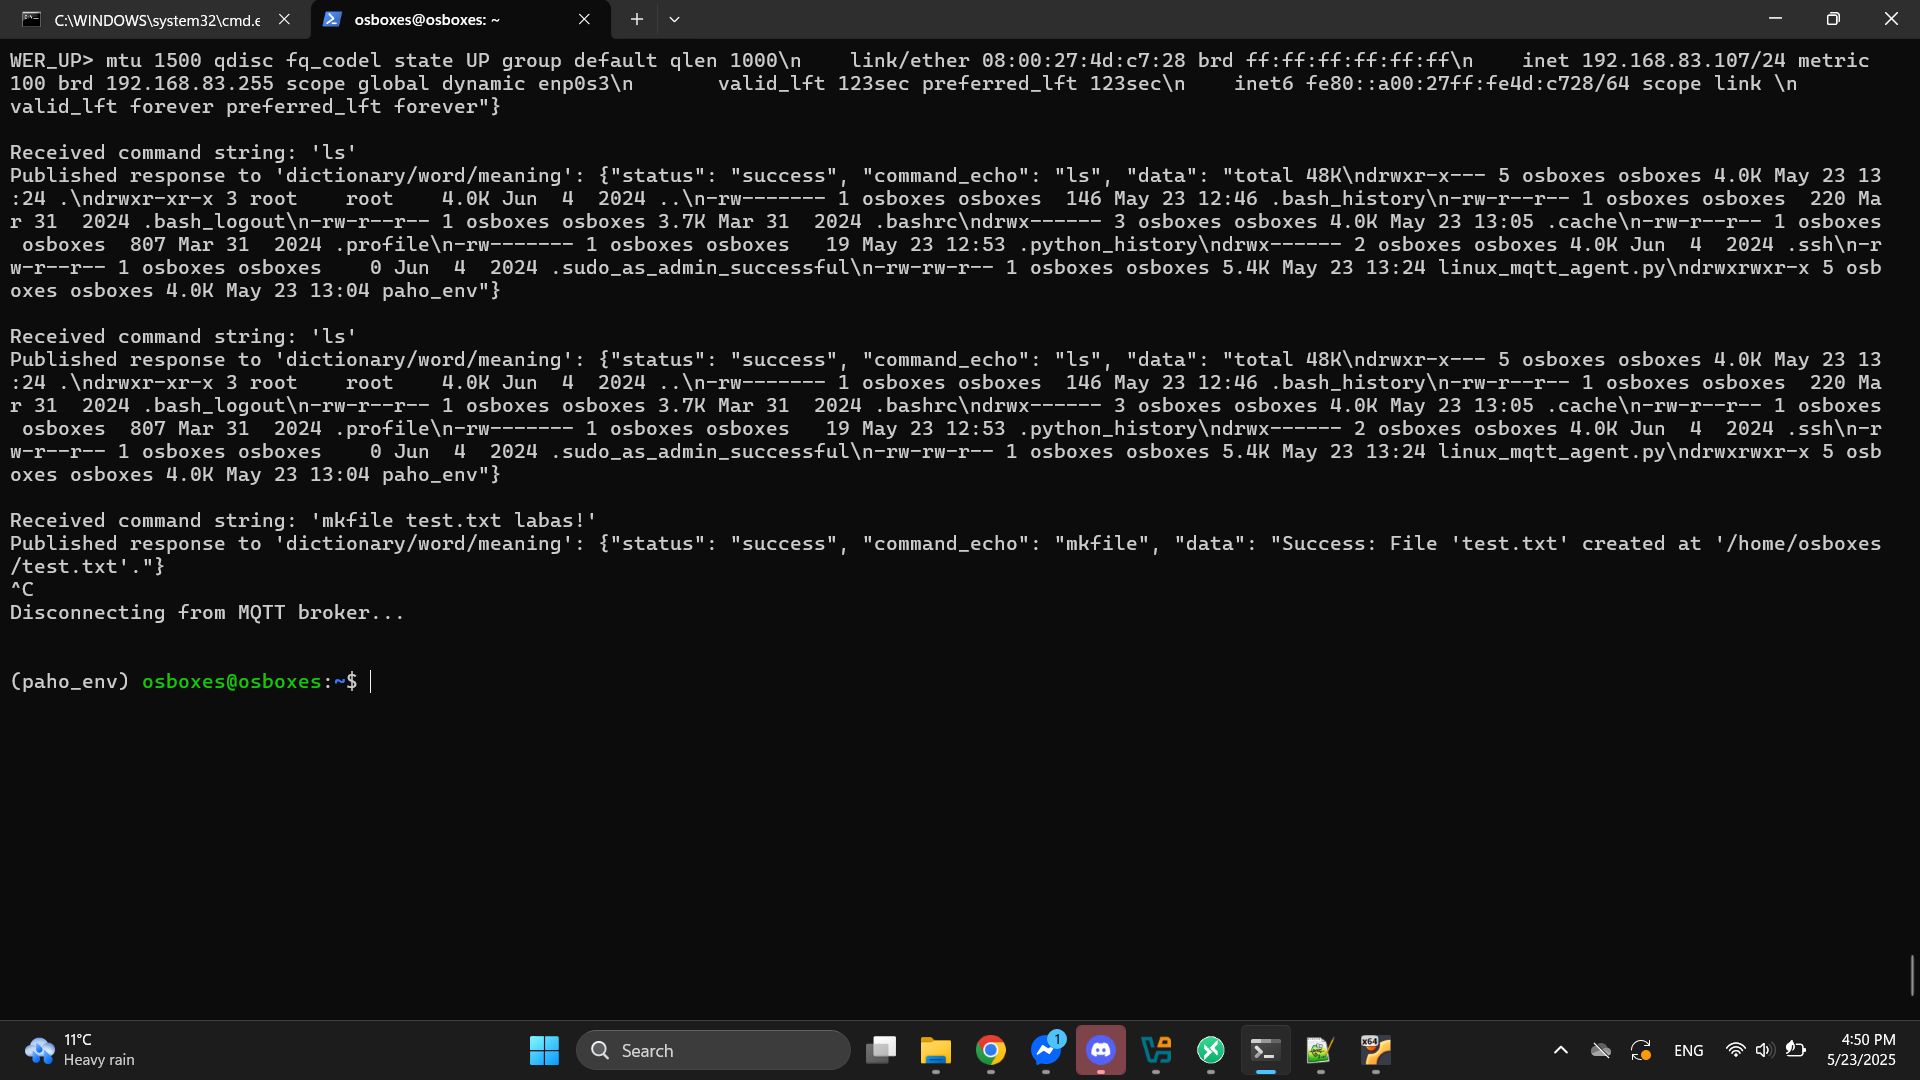 C:\WINDOWS\system32\cmd.e
osboxes@osboxes: ~
WER_UP> mtu 1500 qdisc fq_codel state UP group default qlen 1000\n    link/ether 08:00:27:4d:c7:28 brd ff:ff:ff:ff:ff:ff\n    inet 192.168.83.107/24 metric
100 brd 192.168.83.255 scope global dynamic enp0s3\n       valid_lft 123sec preferred_lft 123sec\n    inet6 fe80::a00:27ff:fe4d:c728/64 scope link \n
valid_lft forever preferred_lft forever"}
Received command string: 'ls'
Published response to 'dictionary/word/meaning': {"status": "success", "command_echo": "ls", "data": "total 48K\ndrwxr-x--- 5 osboxes osboxes 4.0K May 23 13
:24 .\ndrwxr-xr-x 3 root    root    4.0K Jun  4  2024 ..\n-rw------- 1 osboxes osboxes  146 May 23 12:46 .bash_history\n-rw-r--r-- 1 osboxes osboxes  220 Ma
r 31  2024 .bash_logout\n-rw-r--r-- 1 osboxes osboxes 3.7K Mar 31  2024 .bashrc\ndrwx------ 3 osboxes osboxes 4.0K May 23 13:05 .cache\n-rw-r--r-- 1 osboxes
 osboxes  807 Mar 31  2024 .profile\n-rw------- 1 osboxes osboxes   19 May 23 12:53 .python_history\ndrwx------ 2 osboxes osboxes 4.0K Jun  4  2024 .ssh\n-r
w-r--r-- 1 osboxes osboxes    0 Jun  4  2024 .sudo_as_admin_successful\n-rw-rw-r-- 1 osboxes osboxes 5.4K May 23 13:24 linux_mqtt_agent.py\ndrwxrwxr-x 5 osb
oxes osboxes 4.0K May 23 13:04 paho_env"}
Received command string: 'ls'
Published response to 'dictionary/word/meaning': {"status": "success", "command_echo": "ls", "data": "total 48K\ndrwxr-x--- 5 osboxes osboxes 4.0K May 23 13
:24 .\ndrwxr-xr-x 3 root    root    4.0K Jun  4  2024 ..\n-rw------- 1 osboxes osboxes  146 May 23 12:46 .bash_history\n-rw-r--r-- 1 osboxes osboxes  220 Ma
r 31  2024 .bash_logout\n-rw-r--r-- 1 osboxes osboxes 3.7K Mar 31  2024 .bashrc\ndrwx------ 3 osboxes osboxes 4.0K May 23 13:05 .cache\n-rw-r--r-- 1 osboxes
 osboxes  807 Mar 31  2024 .profile\n-rw------- 1 osboxes osboxes   19 May 23 12:53 .python_history\ndrwx------ 2 osboxes osboxes 4.0K Jun  4  2024 .ssh\n-r
w-r--r-- 1 osboxes osboxes    0 Jun  4  2024 .sudo_as_admin_successful\n-rw-rw-r-- 1 osboxes osboxes 5.4K May 23 13:24 linux_mqtt_agent.py\ndrwxrwxr-x 5 osb
oxes osboxes 4.0K May 23 13:04 paho_env"}
Received command string: 'mkfile test.txt labas!'
Published response to 'dictionary/word/meaning': {"status": "success", "command_echo": "mkfile", "data": "Success: File 'test.txt' created at '/home/osboxes
/test.txt'."}
^C
Disconnecting from MQTT broker...
(paho_env) osboxes@osboxes:~$
11°C
Heavy rain
Search
1
x64
ENG
4:50 PM
5/23/2025